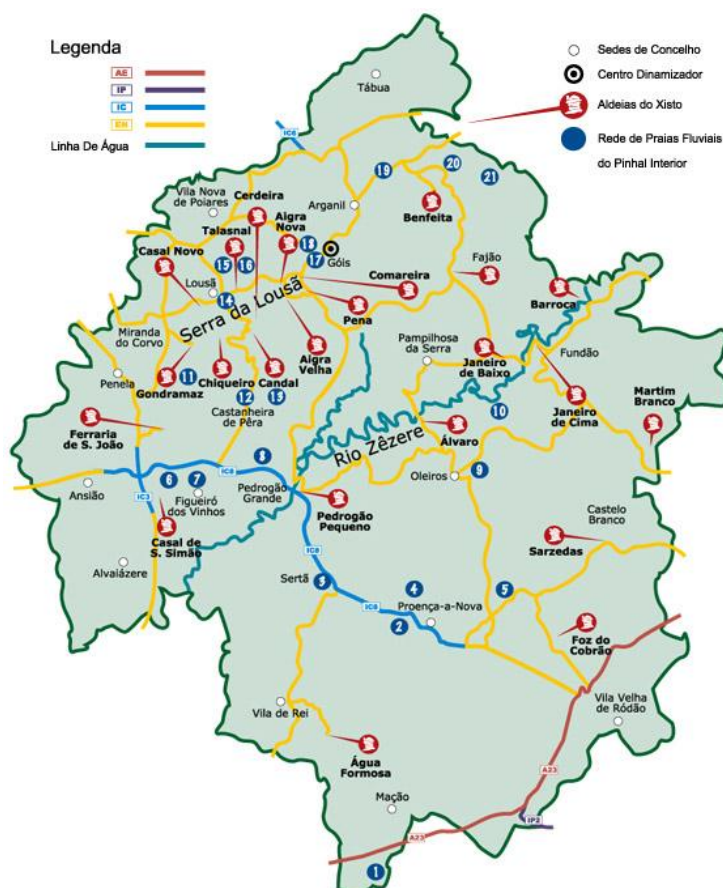 Legenda
AE
IP
IC
EN
Linha De Água
Sedes de Concelho
Centro Dinamizador
Aldeias do Xisto
Rede de Praias Fluviais
do Pinhal Interior
Tábua
IC6
19
20
21
Vila Nova
de Poiares
Cerdeira
Arganil
Benfeita
Talasnal
Aigra
Nova
18
17
Góis
Casal Novo
15
16
Fajão
Comareira
Lousã
14
Barroca
Serra da Lousã
Pena
Miranda
do Corvo
Pampilhosa
da Serra
Aigra
Velha
Janeiro
de Baixo
Fundão
Penela
Gondramaz
11
Chiqueiro
Candal
12
13
Castanheira
de Pêra
Martim
Branco
Janeiro
de Cima
10
Ferraria
de S. João
Rio Zêzere
Álvaro
8
IC8
Oleiros
9
Ansião
6
7
Figueiró
dos Vinhos
Pedrogão
Grande
IC3
Pedrogão
Pequeno
Castelo
Branco
Casal de
S. Simão
Sarzedas
Alvaiázere
IC8
Sertã
3
4
5
IC8
Proença-a-Nova
2
Foz do
Cobrão
Vila de Rei
Vila Velha
de Ródão
Água
Formosa
A23
Mação
IP2
A23
1